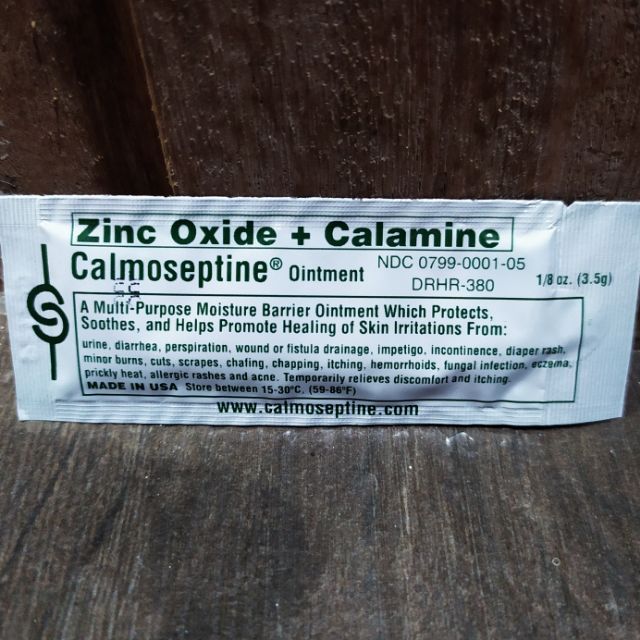 Zinc Oxide + Calamine
Calmoseptine® Ointment
NDC 0799-0001-05
DRHR-380
1/8 oz. (3.5g)
A Multi-Purpose Moisture Barrier Ointment Which Protects,
Soothes, and Helps Promote Healing of Skin Irritations From:
urine, diarrhea, perspiration, wound or fistula drainage, impetigo, incontinence, diaper rash,
minor burns, cuts, scrapes, chafing, chapping, itching, hemorrhoids, fungal infection, eczema,
prickly heat, allergic rashes and acne. Temporarily relieves discomfort and itching.
MADE IN USA Store between 15-30°C. (59-86°F)
www.calmoseptine.com